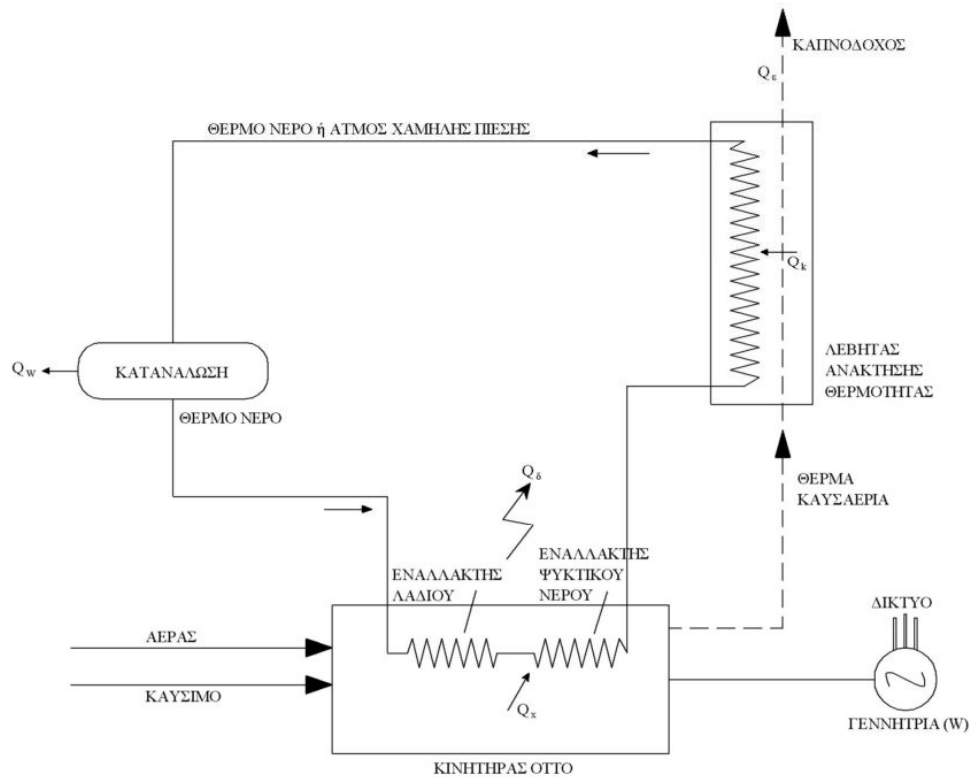 ΚΑΠΝΟΔΟΧΟΣ
Qε
ΘΕΡΜΟ ΝΕΡΟ ή ΑΤΜΟΣ ΧΑΜΗΛΗΣ ΠΙΕΣΗΣ
Qk
ΛΕΒΗΤΑΣ
ΑΝΑΚΤΗΣΗΣ
ΘΕΡΜΟΤΗΤΑΣ
Qw
ΚΑΤΑΝΑΛΩΣΗ
ΘΕΡΜΟ ΝΕΡΟ
ΘΕΡΜΑ
ΚΑΥΣΑΕΡΙΑ
Qδ
ΕΝΑΛΛΑΚΤΗΣ
ΛΑΔΙΟΥ
ΕΝΑΛΛΑΚΤΗΣ
ΨΥΚΤΙΚΟΥ
ΝΕΡΟΥ
ΔΙΚΤΥΟ
ΑΕΡΑΣ
ΚΑΥΣΙΜΟ
Qx
ΓΕΝΝΗΤΡΙΑ (W)
ΚΙΝΗΤΗΡΑΣ ΟΤΤΟ